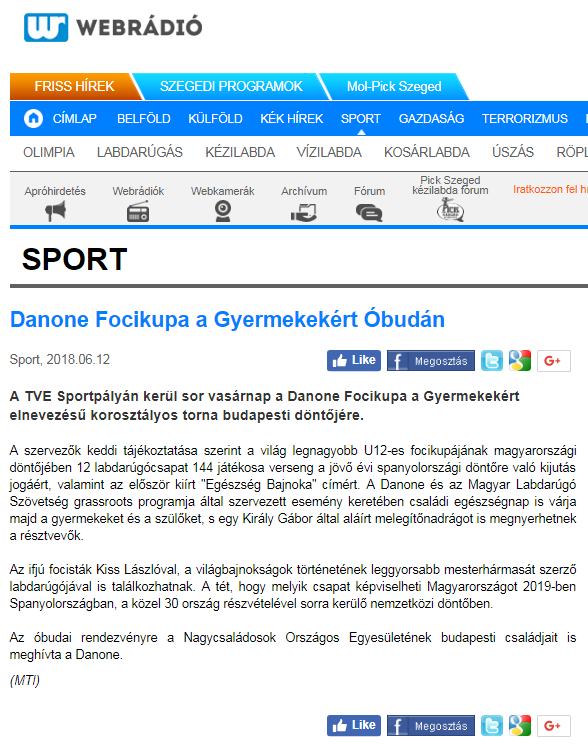 wr WEBRÁDIÓ
FRISS HÍREK SZEGEDI PROGRAMOK Mol-Pick Szeged
CÍMLAP BELFÖLD KÜLFÖLD KÉK HÍREK SPORT GAZDASÁG TERRORIZMUS
OLIMPIA LABDARÚGÁS KÉZILABDA VÍZILABDA KOSÁRLABDA ÚSZÁS RÖPL
Apróhirdetés Webrádiók Webkamerák Archívum Fórum Pick Szeged
kézilabda fórum Iratkozzon fel hí
SPORT
Danone Focikupa a Gyermekekért Óbudán
Sport, 2018.06.12 Like Megosztás G+
A TVE Sportpályán kerül sor vasárnap a Danone Focikupa a Gyermekekért
elnevezésű korosztályos torna budapesti döntőjére.
A szervezők keddi tájékoztatása szerint a világ legnagyobb U12-es focikupájának magyarországi
döntőjében 12 labdarúgócsapat 144 játékosa verseng a jövő évi spanyolországi döntőre való kijutás
jogáért, valamint az először kiírt "Egészség Bajnoka" címért. A Danone és az Magyar Labdarúgó
Szövetség grassroots programja által szervezett esemény keretében családi egészségnap is várja
majd a gyermekeket és a szülőket, s egy Király Gábor által aláírt melegítőnadrágot is megnyerhetnek
a résztvevők.
Az ifjú focisták Kiss Lászlóval, a világbajnokságok történetének leggyorsabb mesterhármasát szerző
labdarúgójával is találkozhatnak. A tét, hogy melyik csapat képviselheti Magyarországot 2019-ben
Spanyolországban, a közel 30 ország részvételével sorra kerülő nemzetközi döntőben.
Az óbudai rendezvényre a Nagycsaládosok Országos Egyesületének budapesti családjait is
meghívta a Danone.
(MTI)
Like Megosztás G+